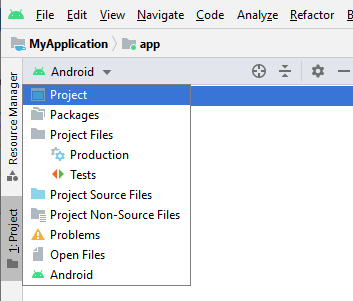 File Edit View Navigate Code Analyze Refactor
MyApplication app
Android
Resource Manager
1: Project
Project
Packages
Project Files
Production
Tests
Project Source Files
Project Non-Source Files
Problems
Open Files
Android